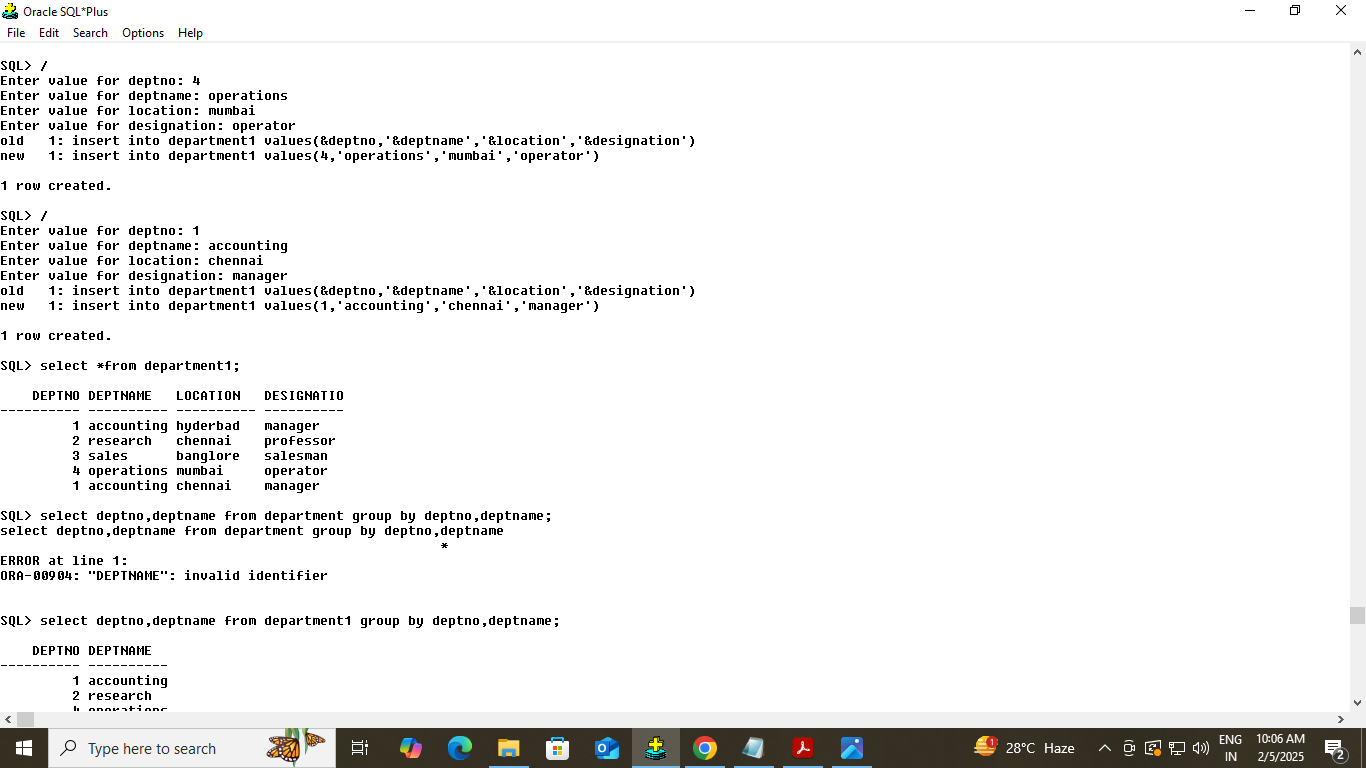 Oracle SQL*Plus
File Edit Search Options Help
SQL> /
Enter value for deptno: 4
Enter value for deptname: operations
Enter value for location: mumbai
Enter value for designation: operator
old   1: insert into department1 values(&deptno,'&deptname','&location','&designation')
new   1: insert into department1 values(4,'operations','mumbai','operator')
1 row created.
SQL> /
Enter value for deptno: 1
Enter value for deptname: accounting
Enter value for location: chennai
Enter value for designation: manager
old   1: insert into department1 values(&deptno,'&deptname','&location','&designation')
new   1: insert into department1 values(1,'accounting','chennai','manager')
1 row created.
SQL> select *from department1;
    DEPTNO DEPTNAME   LOCATION   DESIGNATIO
---------- ---------- ---------- ----------
         1 accounting hyderbad   manager
         2 research   chennai    professor
         3 sales      banglore   salesman
         4 operations mumbai     operator
         1 accounting chennai    manager
SQL> select deptno,deptname from department group by deptno,deptname;
select deptno,deptname from department group by deptno,deptname
                                                       *
ERROR at line 1:
ORA-00904: "DEPTNAME": invalid identifier
SQL> select deptno,deptname from department1 group by deptno,deptname;
    DEPTNO DEPTNAME
---------- ----------
         1 accounting
         2 research
         4 operations
Type here to search
1
28°C Haze
ENG
IN
10:06 AM
2/5/2025
2